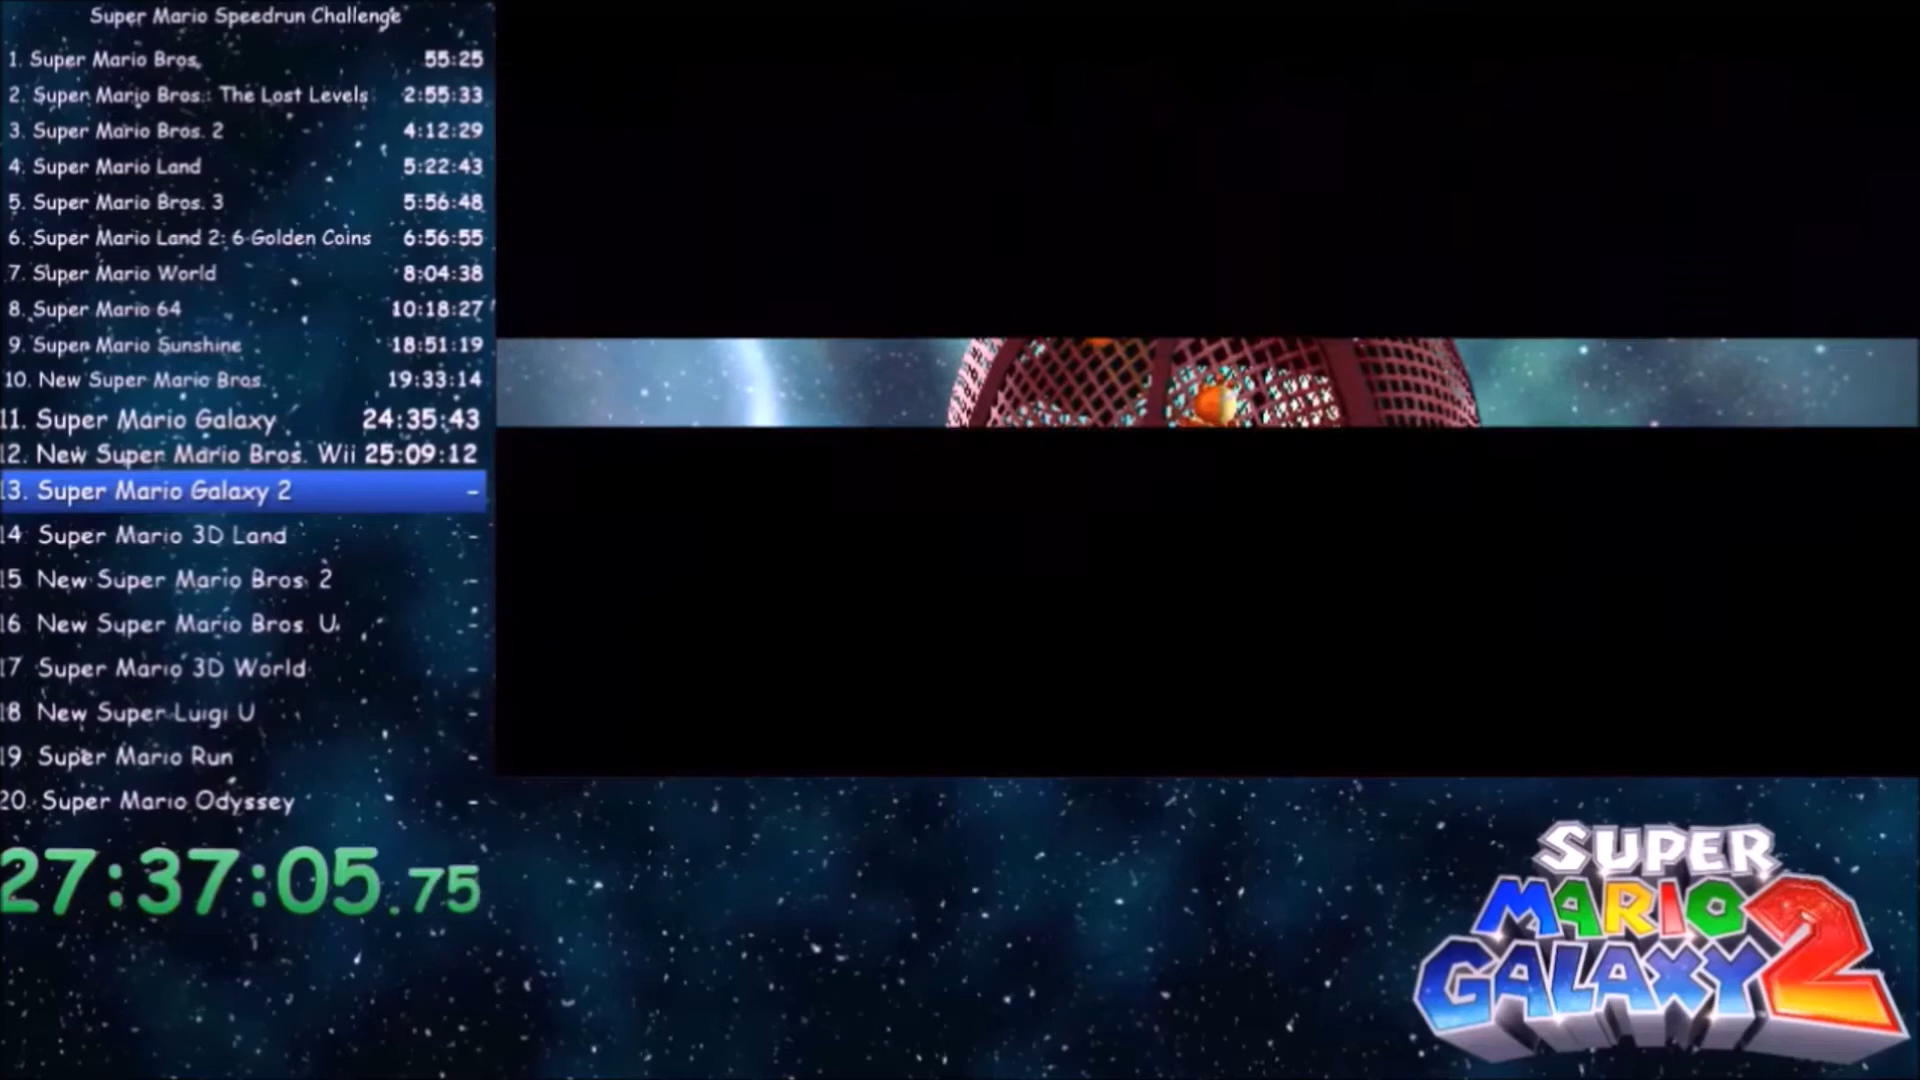 Super Mario Speedrun Challenge
1. Super Mario Bros. 55:25
2. Super Mario Bros.: The Lost Levels 2:55:33
3. Super Mario Bros. 2 4:12:29
4. Super Mario Land 5:22:43
5. Super Mario Bros. 3 5:56:48
6. Super Mario Land 2: 6 Golden Coins 6:56:55
7. Super Mario World 8:04:38
8. Super Mario 64 10:18:27
9. Super Mario Sunshine 18:51:19
10. New Super Mario Bros. 19:33:14
11. Super Mario Galaxy 24:35:43
12. New Super Mario Bros. Wii 25:09:12
13. Super Mario Galaxy 2 -
14 Super Mario 3D Land -
15 New Super Mario Bros. 2 -
16 New Super Mario Bros. U -
17 Super Mario 3D World -
18 New Super Luigi U -
19 Super Mario Run -
20. Super Mario Odyssey -
27:37:05.75
SUPER
MARIO
GALAXY 2